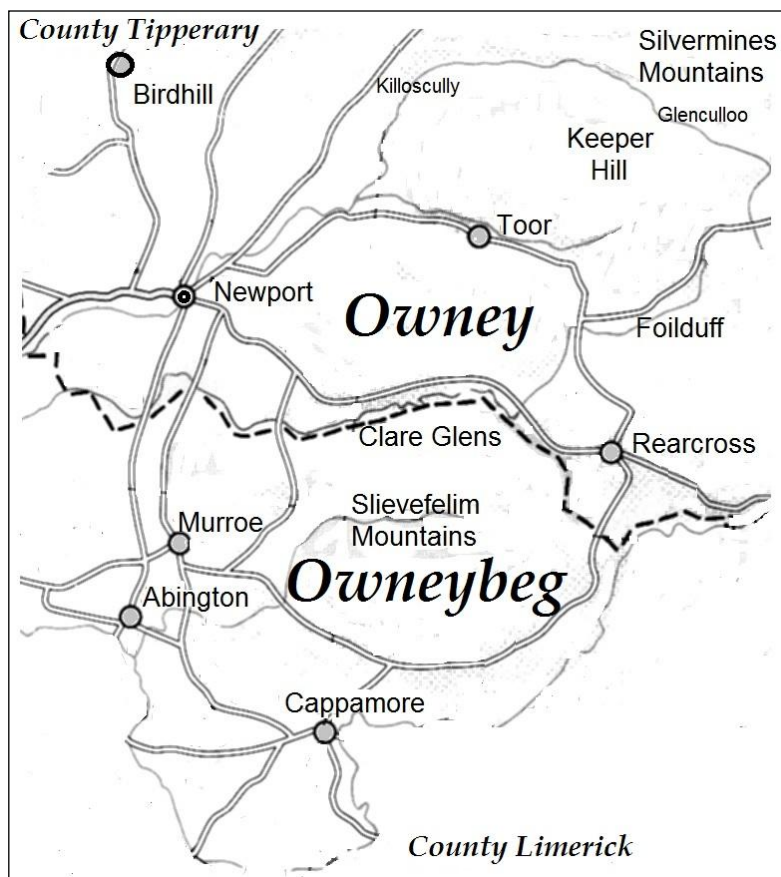 County Tipperary
Silvermines
Mountains
Birdhill
Killoscully
Glenculloo
Keeper
Hill
Toor
Newport
Owney
Foilduff
Clare Glens
Rearcross
Slievefelim
Mountains
Murroe
Owneybeg
Abington
Cappamore
County Limerick